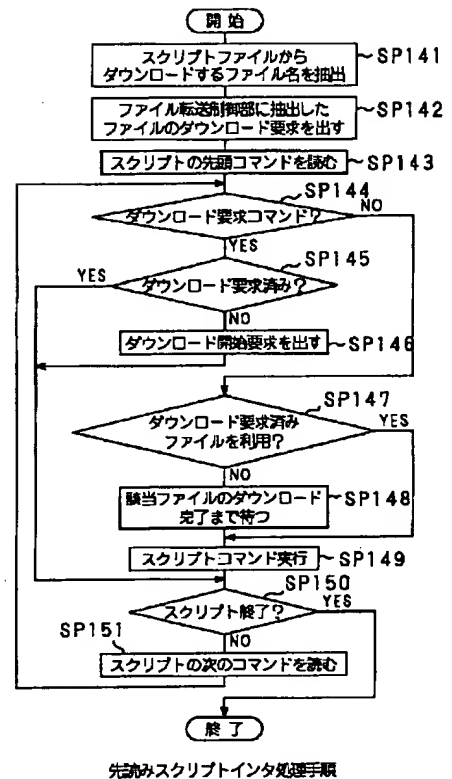 開始
スクリプトファイルから
ダウンロードするファイル名を抽出
SP141
ファイル転送制御部に抽出した
ファイルのダウンロード要求を出す
SP142
スクリプトの先頭コマンドを読む
SP143
SP144
ダウンロード要求コマンド?
NO
YES
SP145
YES
ダウンロード要求済み?
NO
ダウンロード開始要求を出す
SP146
SP147
ダウンロード要求済み
ファイルを利用?
YES
NO
該当ファイルのダウンロード
完了まで待つ
SP148
スクリプトコマンド実行
SP149
SP150
スクリプト終了?
YES
NO
SP151
スクリプトの次のコマンドを読む
終了
先読みスクリプトインタ処理手順